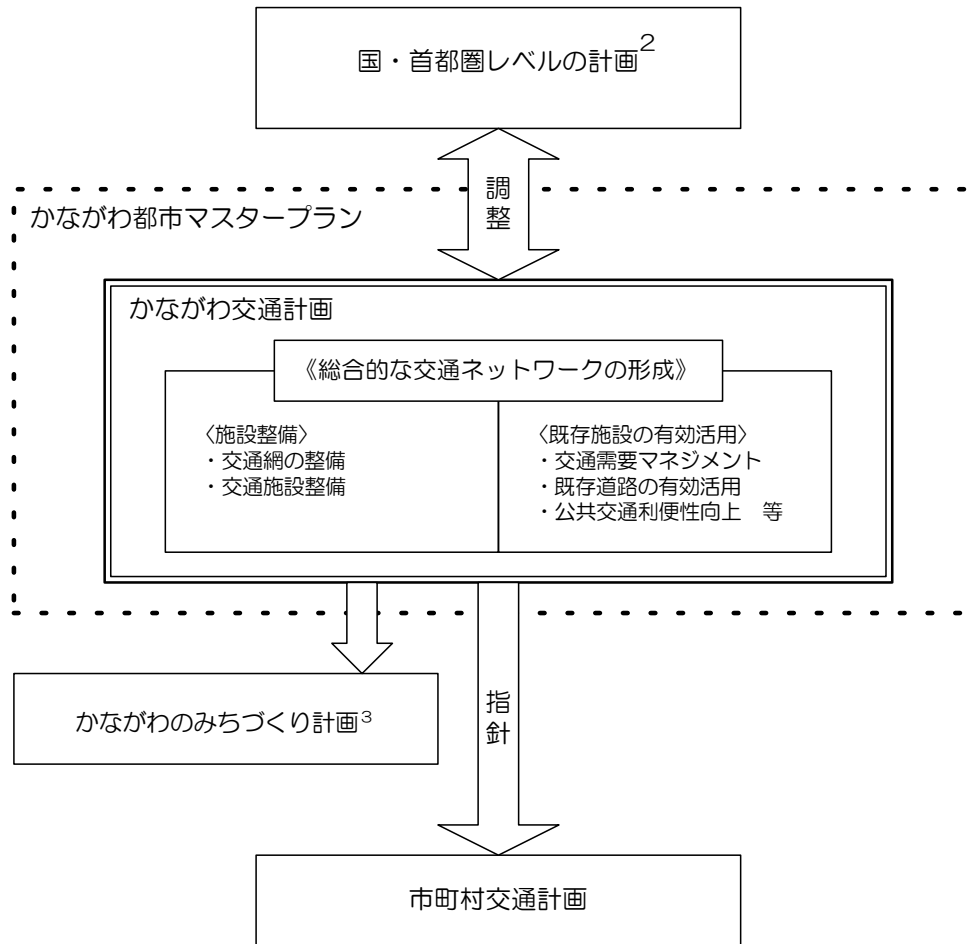 国・首都圏レベルの計画2
調整
かながわ都市マスタープラン
かながわ交通計画
《総合的な交通ネットワークの形成》
〈施設整備〉
・交通網の整備
・交通施設整備
〈既存施設の有効活用〉
・交通需要マネジメント
・既存道路の有効活用
・公共交通利便性向上　等
かながわのみちづくり計画3
指針
市町村交通計画